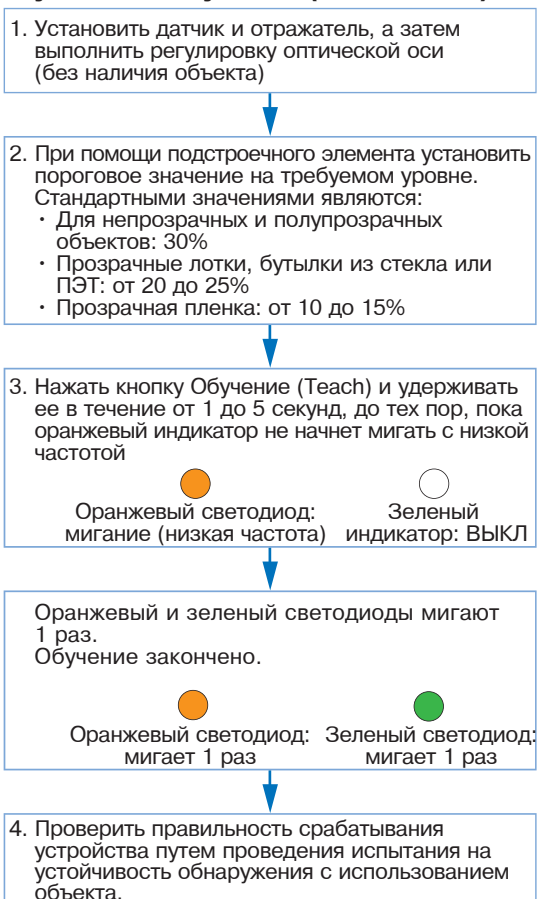 1. Установить датчик и отражатель, а затем
выполнить регулировку оптической оси
(без наличия объекта)
2. При помощи подстроечного элемента установить
пороговое значение на требуемом уровне.
Стандартными значениями являются:
· Для непрозрачных и полупрозрачных
объектов: 30%
· Прозрачные лотки, бутылки из стекла или
ПЭТ: от 20 до 25%
· Прозрачная пленка: от 10 до 15%
3. Нажать кнопку Обучение (Teach) и удерживать
ее в течение от 1 до 5 секунд, до тех пор, пока
оранжевый индикатор не начнет мигать с низкой
частотой
Оранжевый светодиод:
мигание (низкая частота)
Зеленый
индикатор: ВЫКЛ
Оранжевый и зеленый светодиоды мигают
1 раз.
Обучение закончено.
Оранжевый светодиод:
мигает 1 раз
Зеленый светодиод:
мигает 1 раз
4. Проверить правильность срабатывания
устройства путем проведения испытания на
устойчивость обнаружения с использованием
объекта.